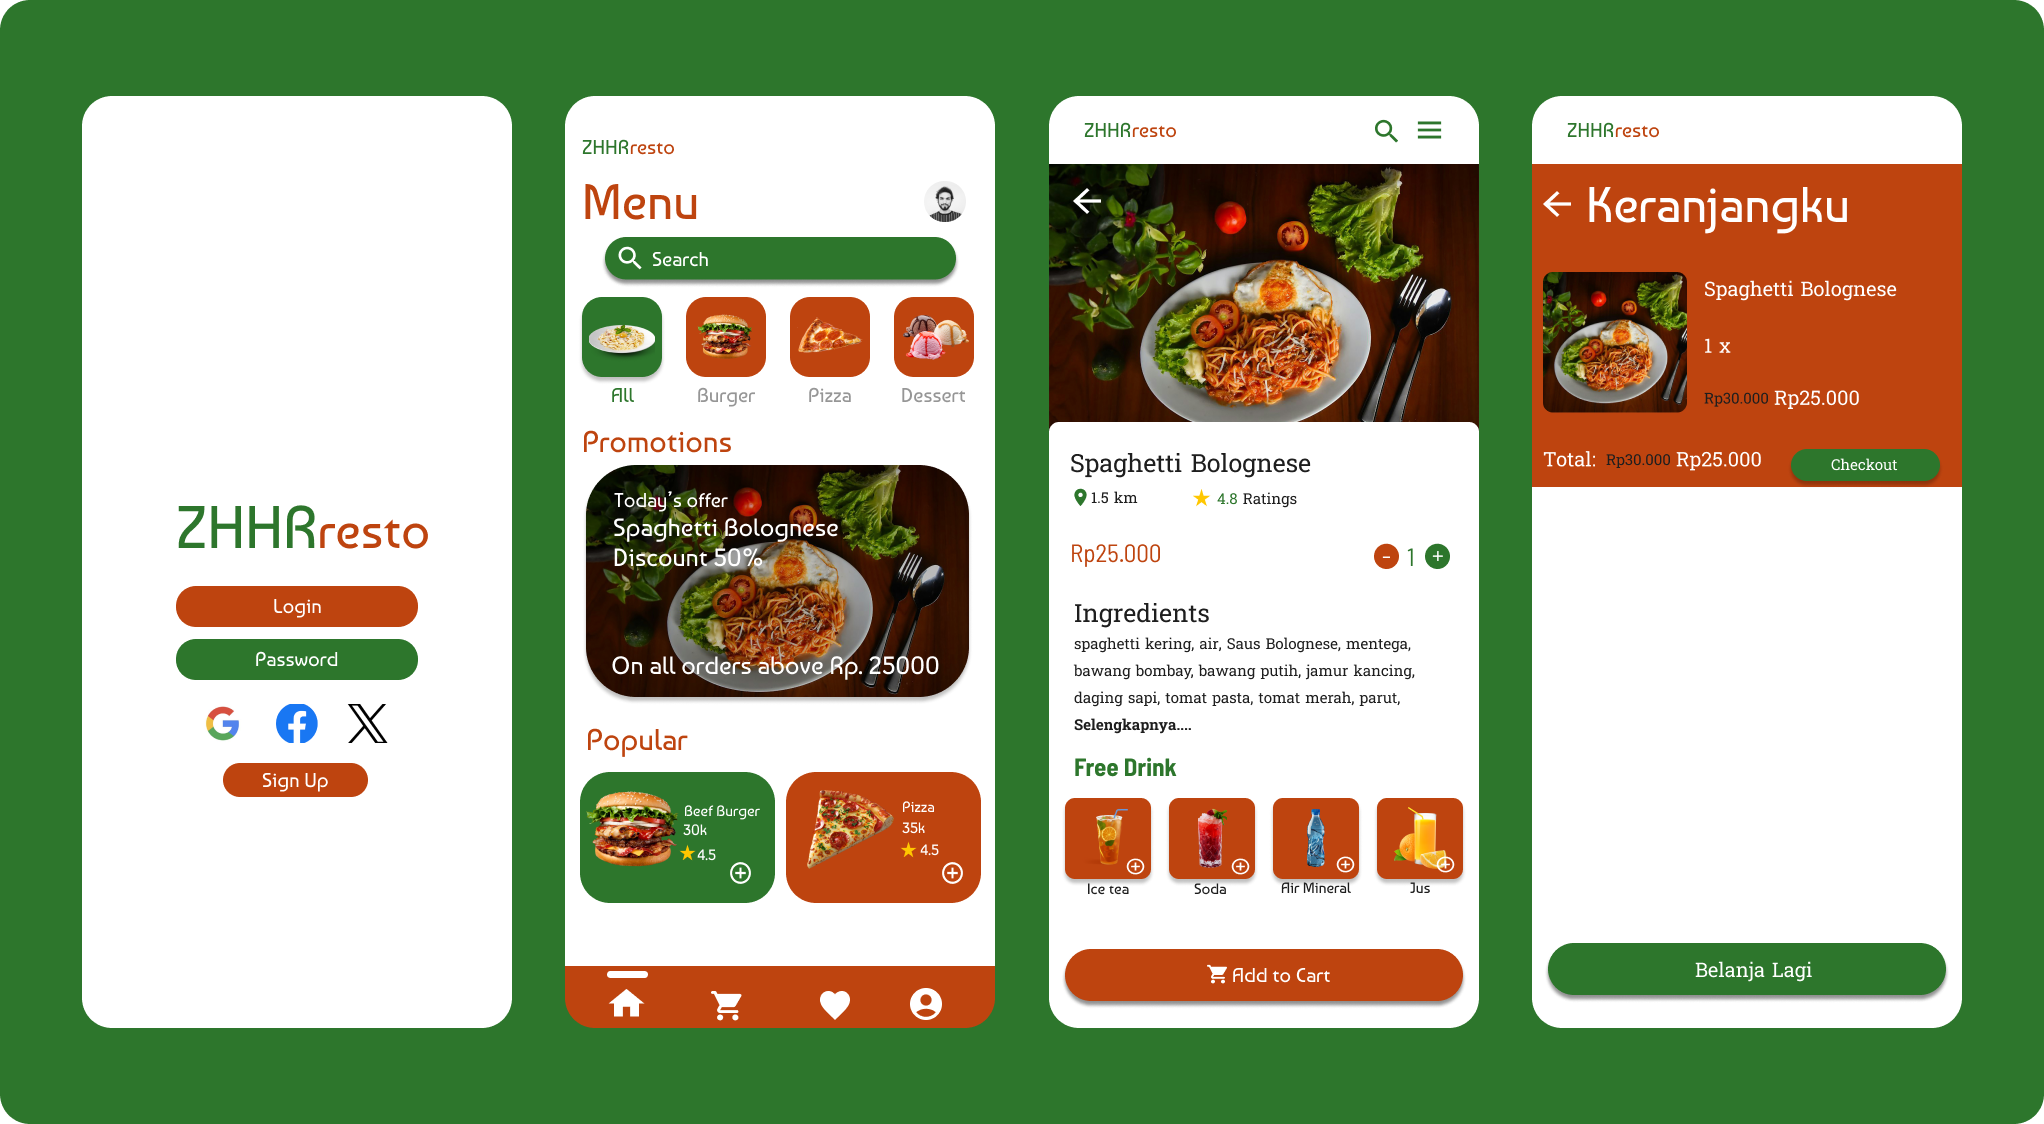 ZHHRresto
Login
Password
Sign Up
ZHHRresto
Menu
Search
All
Burger
Pizza
Dessert
Promotions
Today's offer
Spaghetti Bolognese
Discount 50%
On all orders above Rp. 25000
Popular
Beef Burger
30k
4.5
Pizza
35k
4.5
ZHHRresto
Spaghetti Bolognese
1.5 km
4.8 Ratings
Rp25.000
- 1 +
Ingredients
spaghetti kering, air, Saus Bolognese, mentega,
bawang bombay, bawang putih, jamur kancing,
daging sapi, tomat pasta, tomat merah, parut,
Selengkapnya....
Free Drink
Ice tea
Soda
Air Mineral
Jus
Add to Cart
ZHHRresto
Keranjangku
Spaghetti Bolognese
1 x
Rp30.000 Rp25.000
Total: Rp30.000 Rp25.000
Checkout
Belanja Lagi